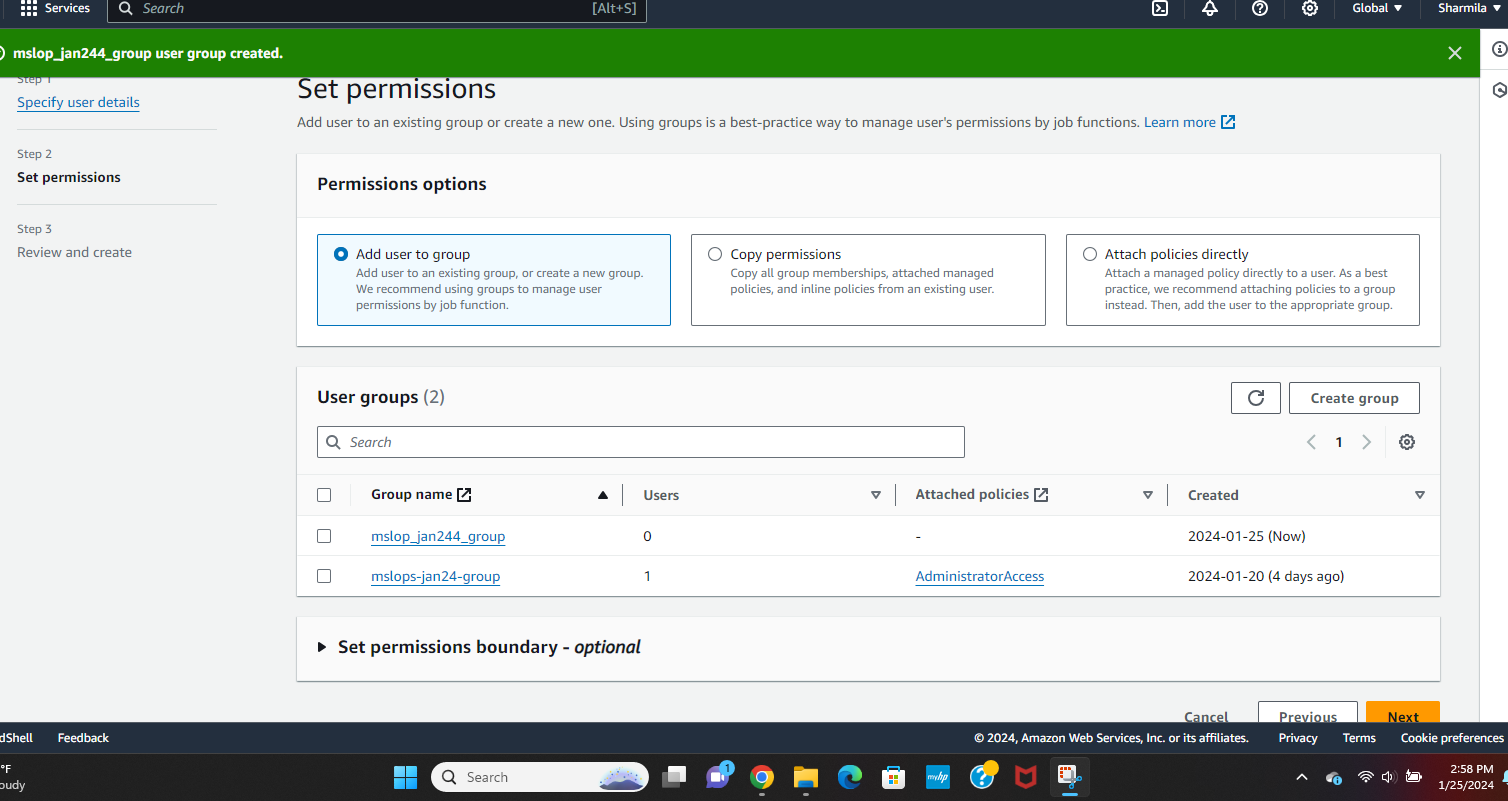 Services
Search
[Alt+S]
Global
Sharmila
mslop_jan244_group user group created.
Step 1
Specify user details
Step 2
Set permissions
Step 3
Review and create
Set permissions
Add user to an existing group or create a new one. Using groups is a best-practice way to manage user's permissions by job functions. Learn more
Permissions options
Add user to group
Add user to an existing group, or create a new group.
We recommend using groups to manage user
permissions by job function.
Copy permissions
Copy all group memberships, attached managed
policies, and inline policies from an existing user.
Attach policies directly
Attach a managed policy directly to a user. As a best
practice, we recommend attaching policies to a group
instead. Then, add the user to the appropriate group.
User groups (2)
Create group
Search
1
Group name Users Attached policies Created
mslop_jan244_group 0 - 2024-01-25 (Now)
mslops-jan24-group 1 AdministratorAccess 2024-01-20 (4 days ago)
Set permissions boundary - optional
Cancel Previous Next
dShell Feedback © 2024, Amazon Web Services, Inc. or its affiliates. Privacy Terms Cookie preferences
°F
oudy
Search
1
myhp
2:58 PM
1/25/2024